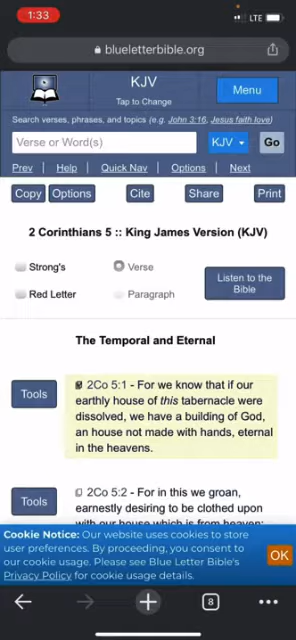 1:33
LTE
blueletterbible.org
KJV
Tap to Change
Menu
Search verses, phrases, and topics (e.g. John 3:16, Jesus faith love)
Verse or Word(s)
KJV
Go
Prev | Help | Quick Nav | Options | Next
Copy Options Cite Share Print
2 Corinthians 5 :: King James Version (KJV)
Strong's
Verse
Listen to the
Bible
Red Letter
Paragraph
The Temporal and Eternal
Tools
2Co 5:1 - For we know that if our
earthly house of this tabernacle were
dissolved, we have a building of God,
an house not made with hands, eternal
in the heavens.
Tools
2Co 5:2 - For in this we groan,
earnestly desiring to be clothed upon
with our house which is from heaven:
Cookie Notice: Our website uses cookies to store
user preferences. By proceeding, you consent to
our cookie usage. Please see Blue Letter Bible's
Privacy Policy for cookie usage details.
OK
8